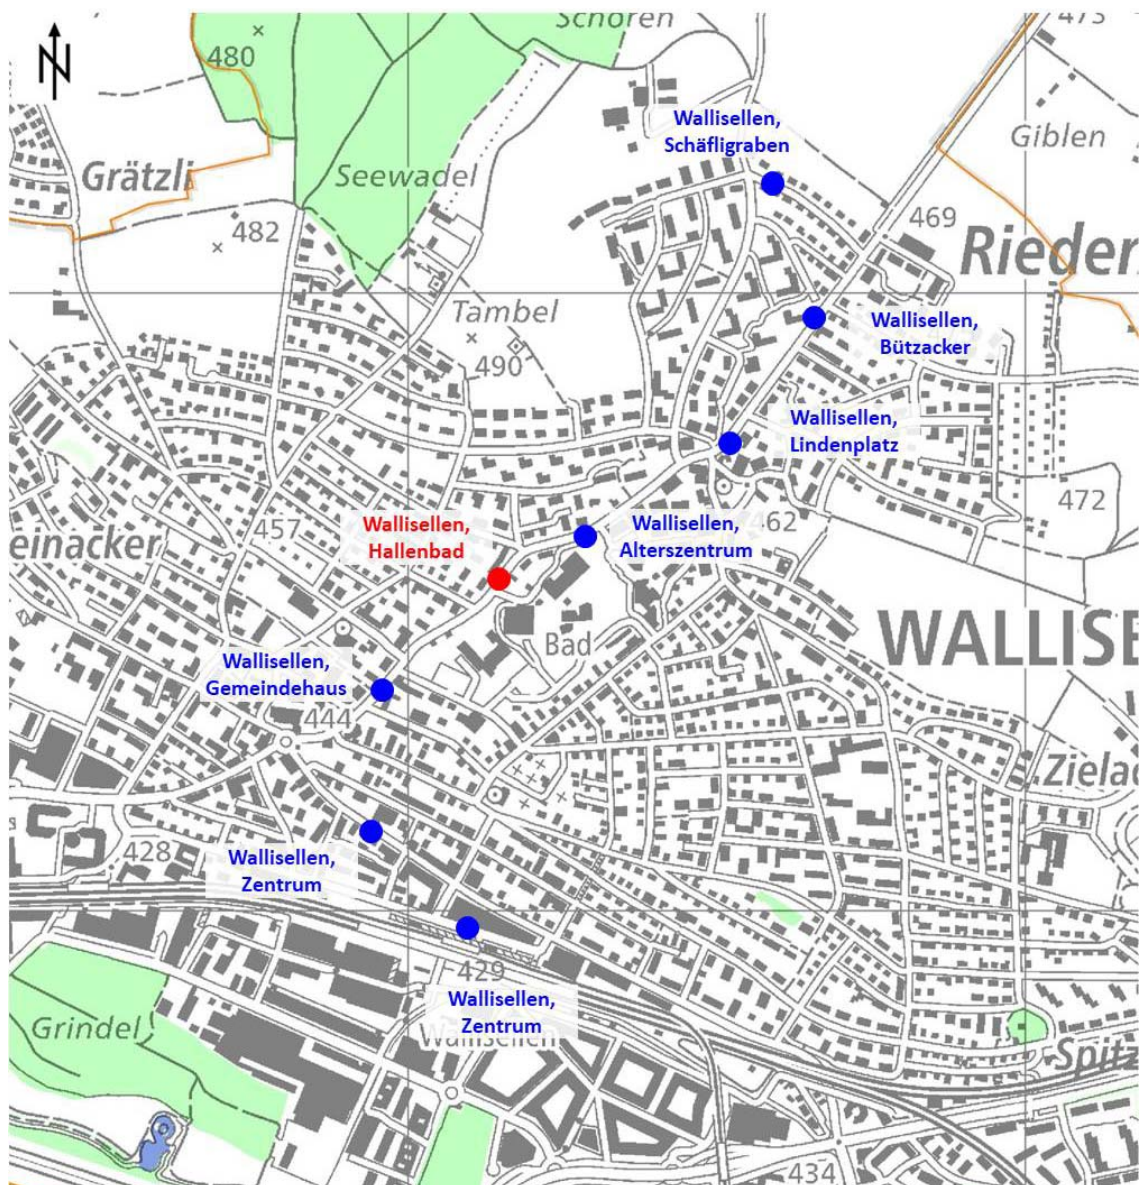 Schoren
473
N
480
Wallisellen,
Schäfligraben
Giblen
Grätzli
Seewadel
482
469
Rieder
Tambel
Wallisellen,
Bützacker
490
Wallisellen,
Lindenplatz
472
457
Wallisellen,
Hallenbad
Wallisellen,
Alterszentrum
462
einacker
Bad
WALLISE
Wallisellen,
Gemeindehaus
444
Zielac
428
Wallisellen,
Zentrum
429
Wallisellen,
Zentrum
Wallisellen
Grindel
Spitz
434